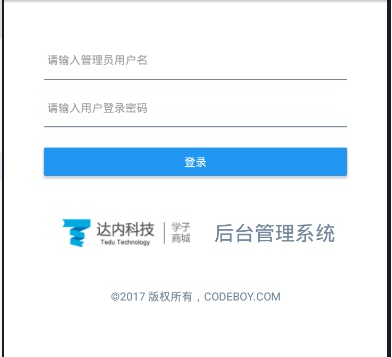 请输入管理员用户名
请输入用户登录密码
登录
达内科技
Tedu Technology
学子
商城
后台管理系统
©2017 版权所有，CODEBOY.COM